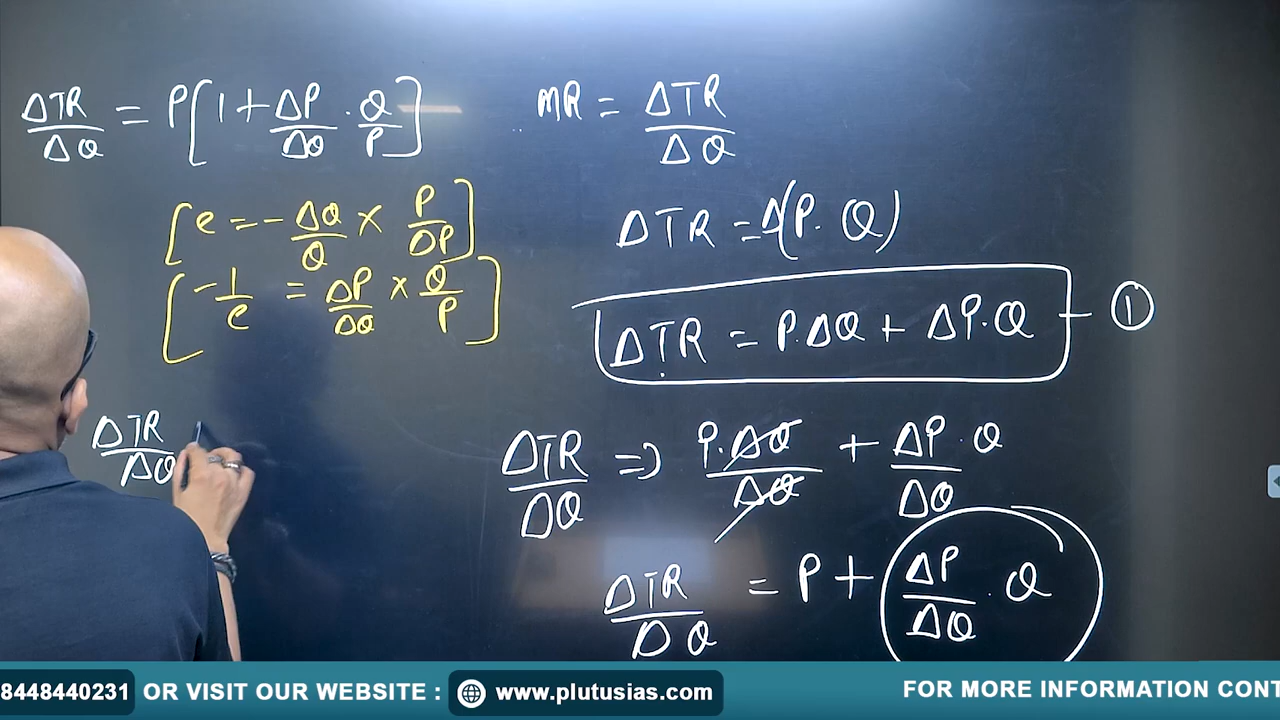 ΔTR/ΔQ = P[1 + ΔP/ΔQ · Q/P]
[e = - ΔQ/Q × P/ΔP]
[-1/e = ΔP/ΔQ × Q/P]
ΔTR/ΔQ
MR = ΔTR/ΔQ
ΔTR = Δ(P·Q)
ΔTR = P·ΔQ + ΔP·Q — ①
ΔTR/ΔQ ⇒ P·ΔQ/ΔQ + ΔP/ΔQ · Q
ΔTR/ΔQ = P + ΔP/ΔQ · Q
8448440231 OR VISIT OUR WEBSITE : www.plutusias.com FOR MORE INFORMATION CONT